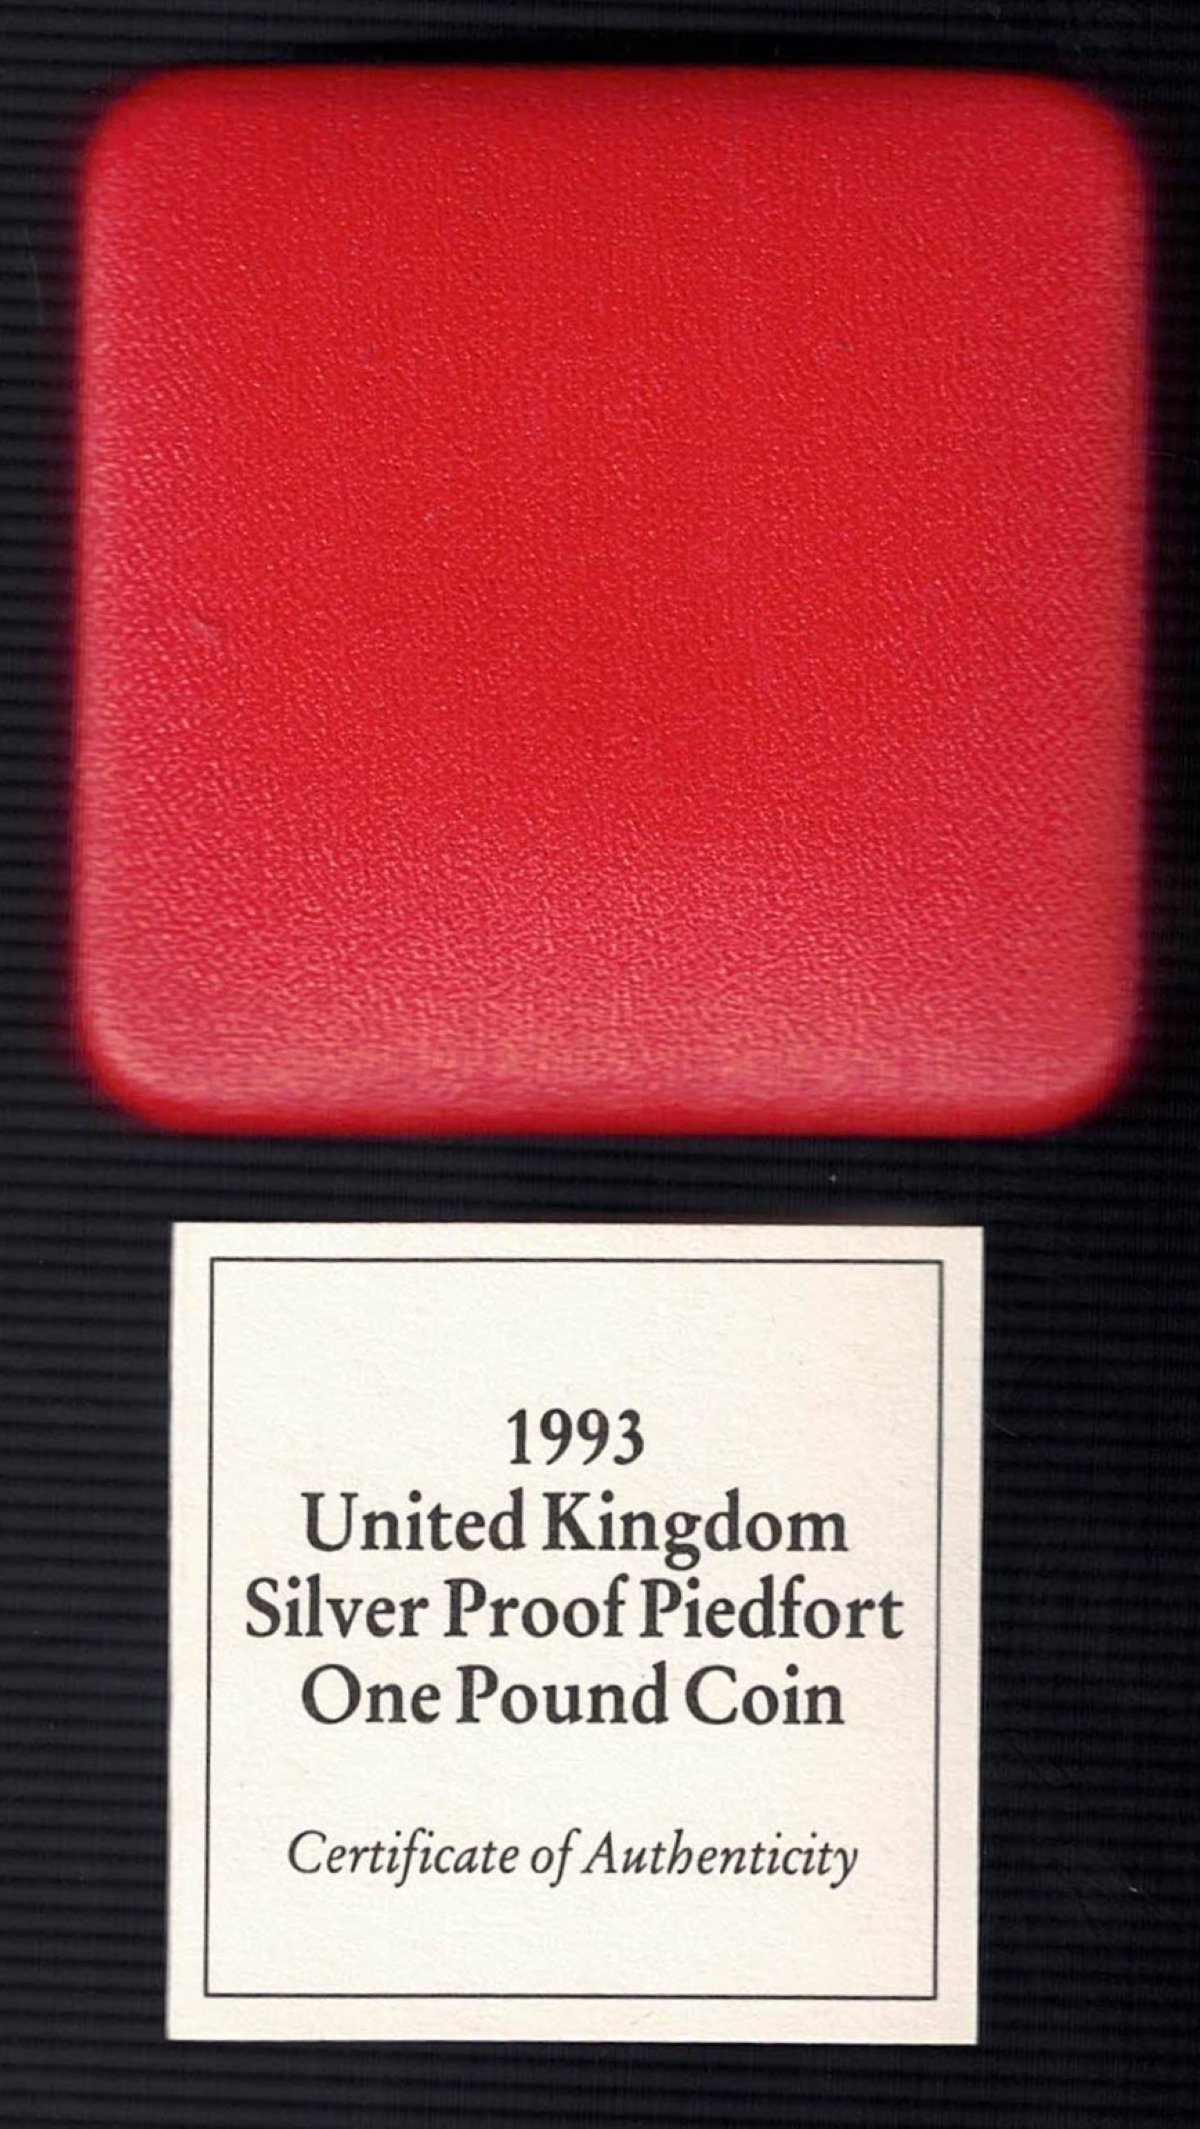 1993
United Kingdom
Silver Proof Piedfort
One Pound Coin
Certificate of Authenticity